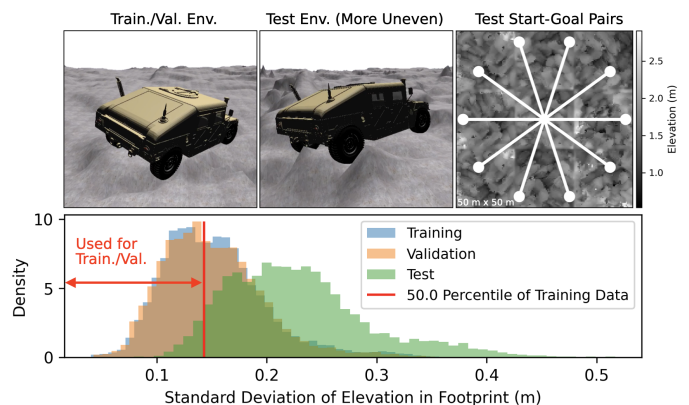 Train./Val. Env.
Test Env. (More Uneven)
Test Start-Goal Pairs
50 m x 50 m
2.5
2.0
1.5
1.0
Elevation (m)
10
5
0
Density
Used for
Train./Val.
Training
Validation
Test
50.0 Percentile of Training Data
0.1
0.2
0.3
0.4
0.5
Standard Deviation of Elevation in Footprint (m)